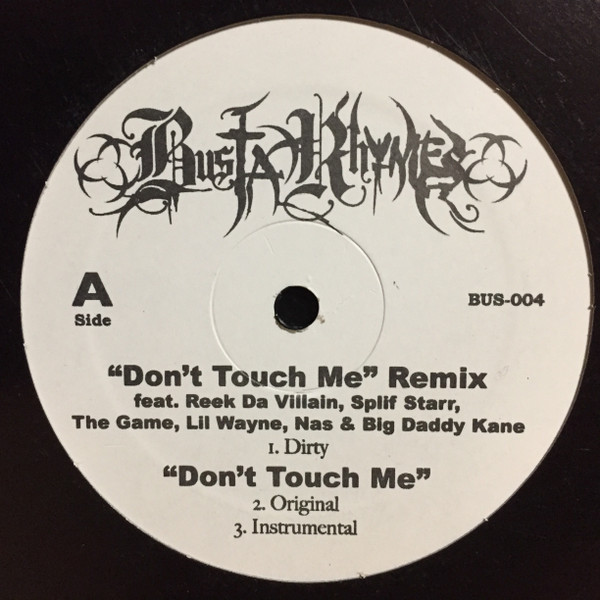 Busta Rhymes
A
Side
BUS-004
“Don’t Touch Me” Remix
feat. Reek Da Villain, Splif Starr,
The Game, Lil Wayne, Nas & Big Daddy Kane
1. Dirty
“Don’t Touch Me”
2. Original
3. Instrumental